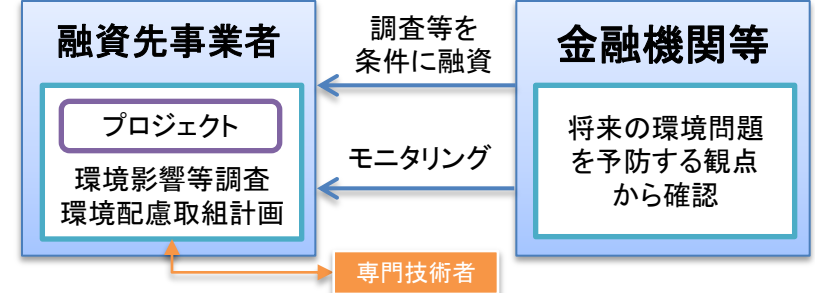 融資先事業者
プロジェクト
環境影響等調査
環境配慮取組計画
調査等を
条件に融資
モニタリング
金融機関等
将来の環境問題
を予防する観点
から確認
専門技術者